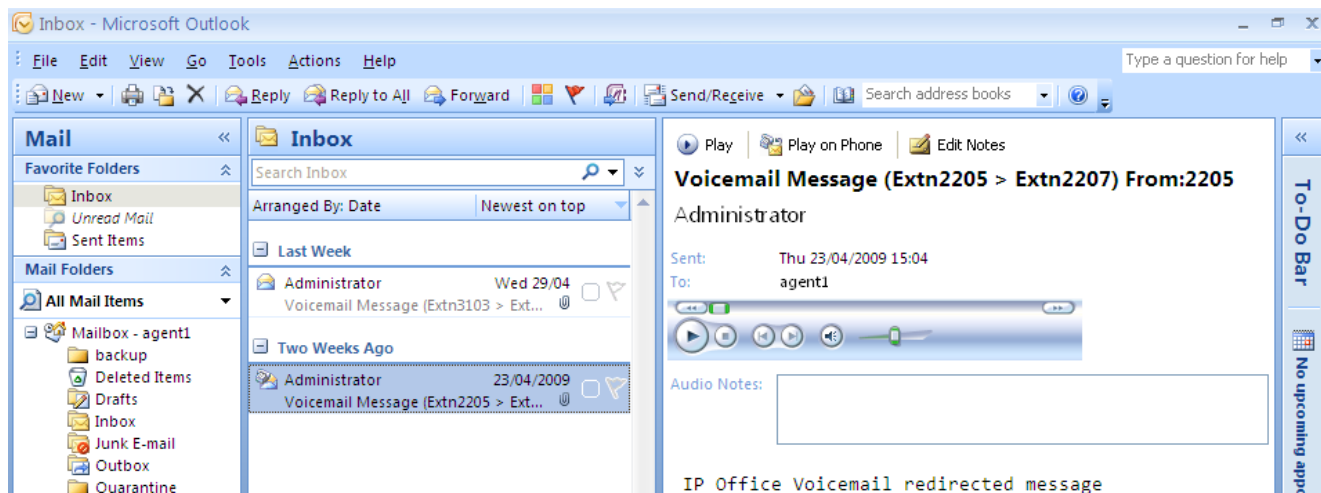 Inbox - Microsoft Outlook
File Edit View Go Tools Actions Help
Type a question for help
New Reply Reply to All Forward Send/Receive Search address books
Mail
Favorite Folders
Inbox
Unread Mail
Sent Items
Mail Folders
All Mail Items
Mailbox - agent1
backup
Deleted Items
Drafts
Inbox
Junk E-mail
Outbox
Quarantine
Inbox
Search Inbox
Arranged By: Date Newest on top
Last Week
Administrator Wed 29/04
Voicemail Message (Extn3103 > Ext...
Two Weeks Ago
Administrator 23/04/2009
Voicemail Message (Extn2205 > Ext...
Play Play on Phone Edit Notes
Voicemail Message (Extn2205 > Extn2207) From:2205
Administrator
Sent: Thu 23/04/2009 15:04
To: agent1
Audio Notes:
IP Office Voicemail redirected message
To-Do Bar
No upcoming appo